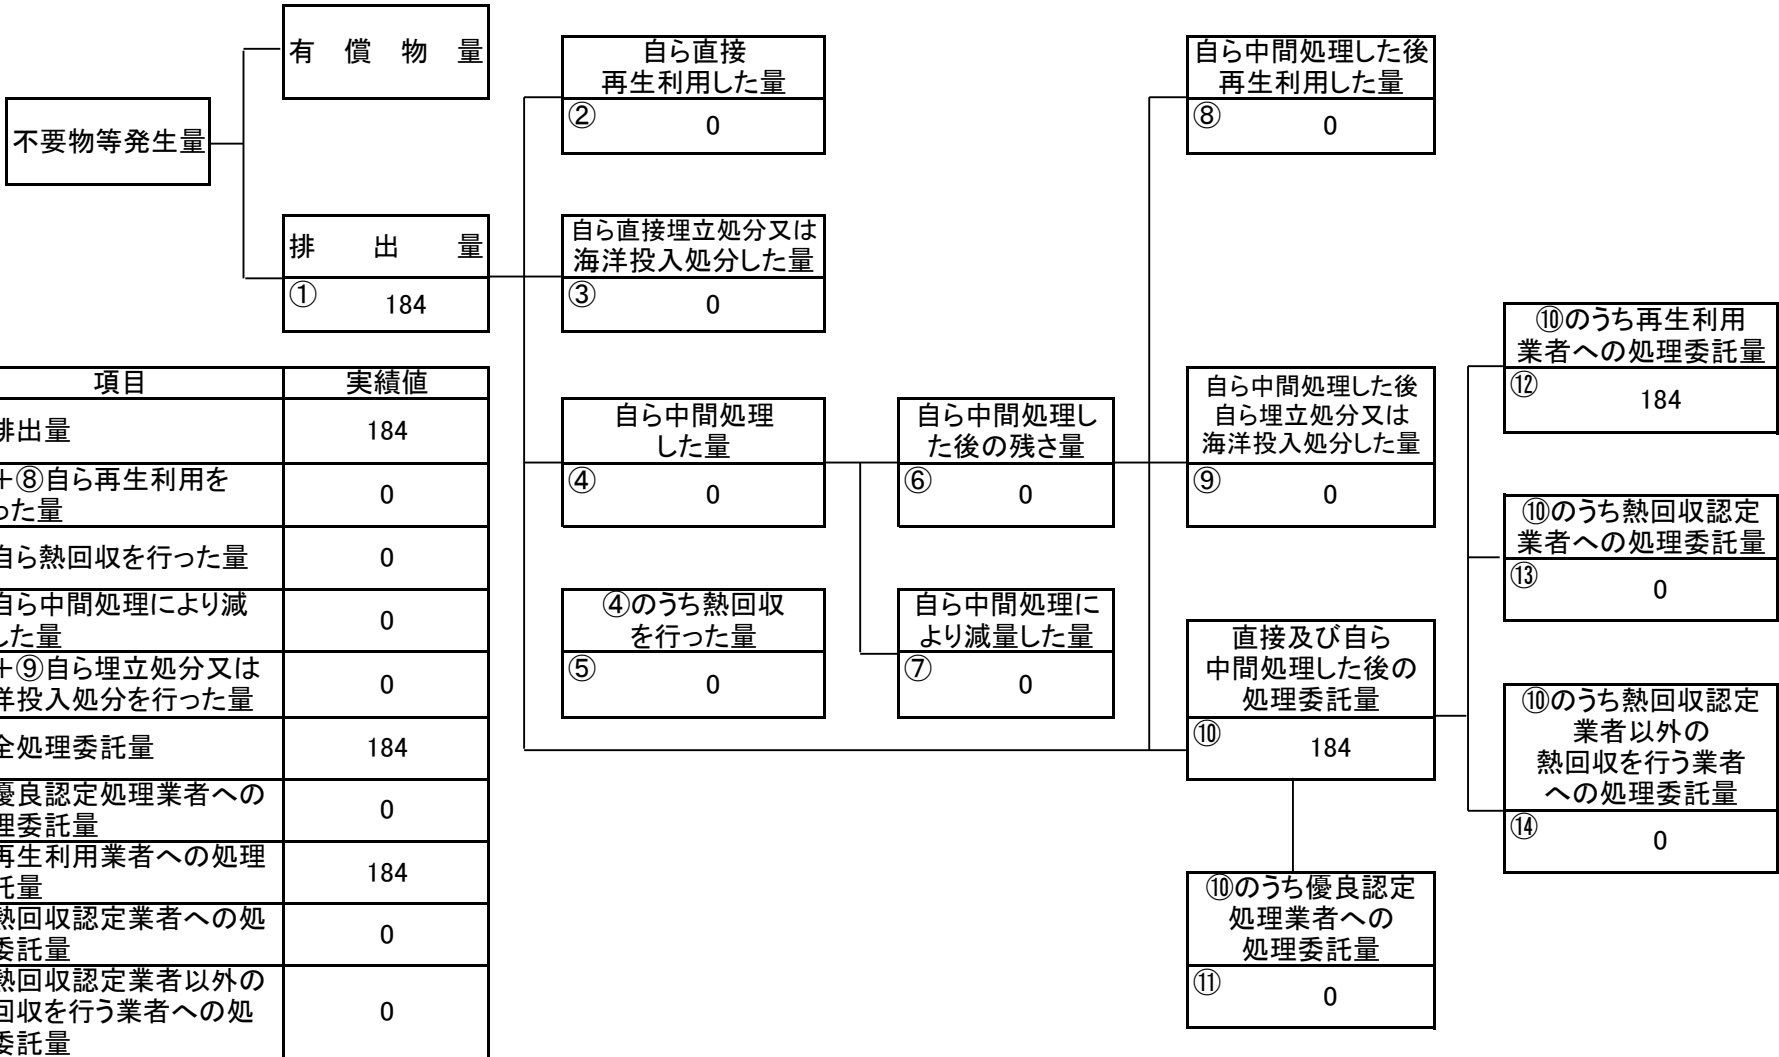 有償物量
不要物等発生量
排出量
①
184
自ら直接
再生利用した量
②
0
自ら直接埋立処分又は
海洋投入処分した量
③
0
自ら中間処理
した量
④
0
④のうち熱回収
を行った量
⑤
0
自ら中間処理し
た後の残さ量
⑥
0
自ら中間処理に
より減量した量
⑦
0
自ら中間処理した後
再生利用した量
⑧
0
自ら中間処理した後
自ら埋立処分又は
海洋投入処分した量
⑨
0
直接及び自ら
中間処理した後の
処理委託量
⑩
184
⑩のうち優良認定
処理業者への
処理委託量
⑪
0
⑩のうち再生利用
業者への処理委託量
⑫
184
⑩のうち熱回収認定
業者への処理委託量
⑬
0
⑩のうち熱回収認定
業者以外の
熱回収を行う業者
への処理委託量
⑭
0
項目 実績値
排出量 184
+⑧自ら再生利用を
った量
0
自ら熱回収を行った量 0
自ら中間処理により減
した量
0
+⑨自ら埋立処分又は
洋投入処分を行った量
0
全処理委託量 184
優良認定処理業者への
理委託量
0
再生利用業者への処理
託量
184
熱回収認定業者への処
委託量
0
熱回収認定業者以外の
回収を行う業者への処
委託量
0